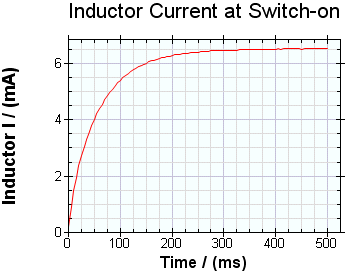 Inductor Current at Switch-on
Inductor I / (mA)
6
4
2
0
0 100 200 300 400 500
Time / (ms)